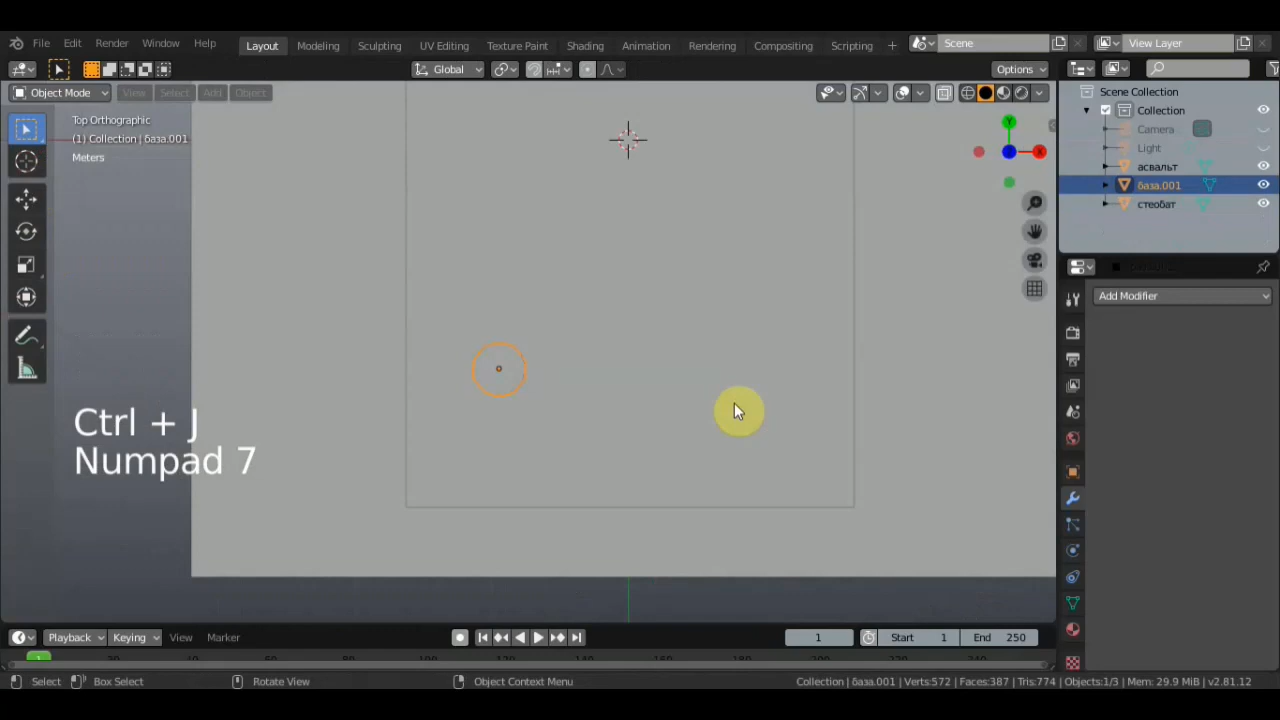 File Edit Render Window Help Layout Modeling Sculpting UV Editing Texture Paint Shading Animation Rendering Compositing Scripting + Scene View Layer
Global Options
Object Mode View Select Add Object
Top Orthographic
(1) Collection | база.001
Meters
Y
Z
X
Scene Collection
Collection
Camera
Light
асвальт
база.001
стеобат
Add Modifier
Ctrl + J
Numpad 7
Playback Keying View Marker 1 Start 1 End 250
1
Select Box Select Rotate View Object Context Menu Collection | база.001 | Verts:572 | Faces:387 | Tris:774 | Objects:1/3 | Mem: 29.9 MiB | v2.81.12